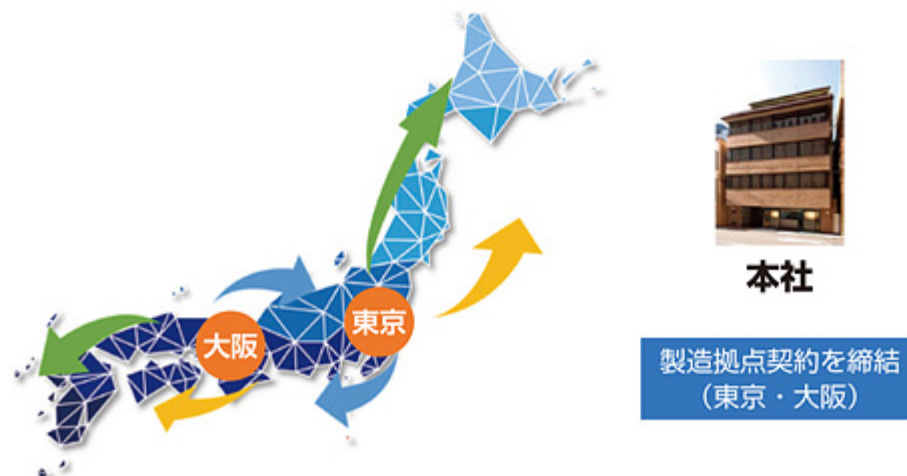 大阪
東京
本社
製造拠点契約を締結
（東京・大阪）